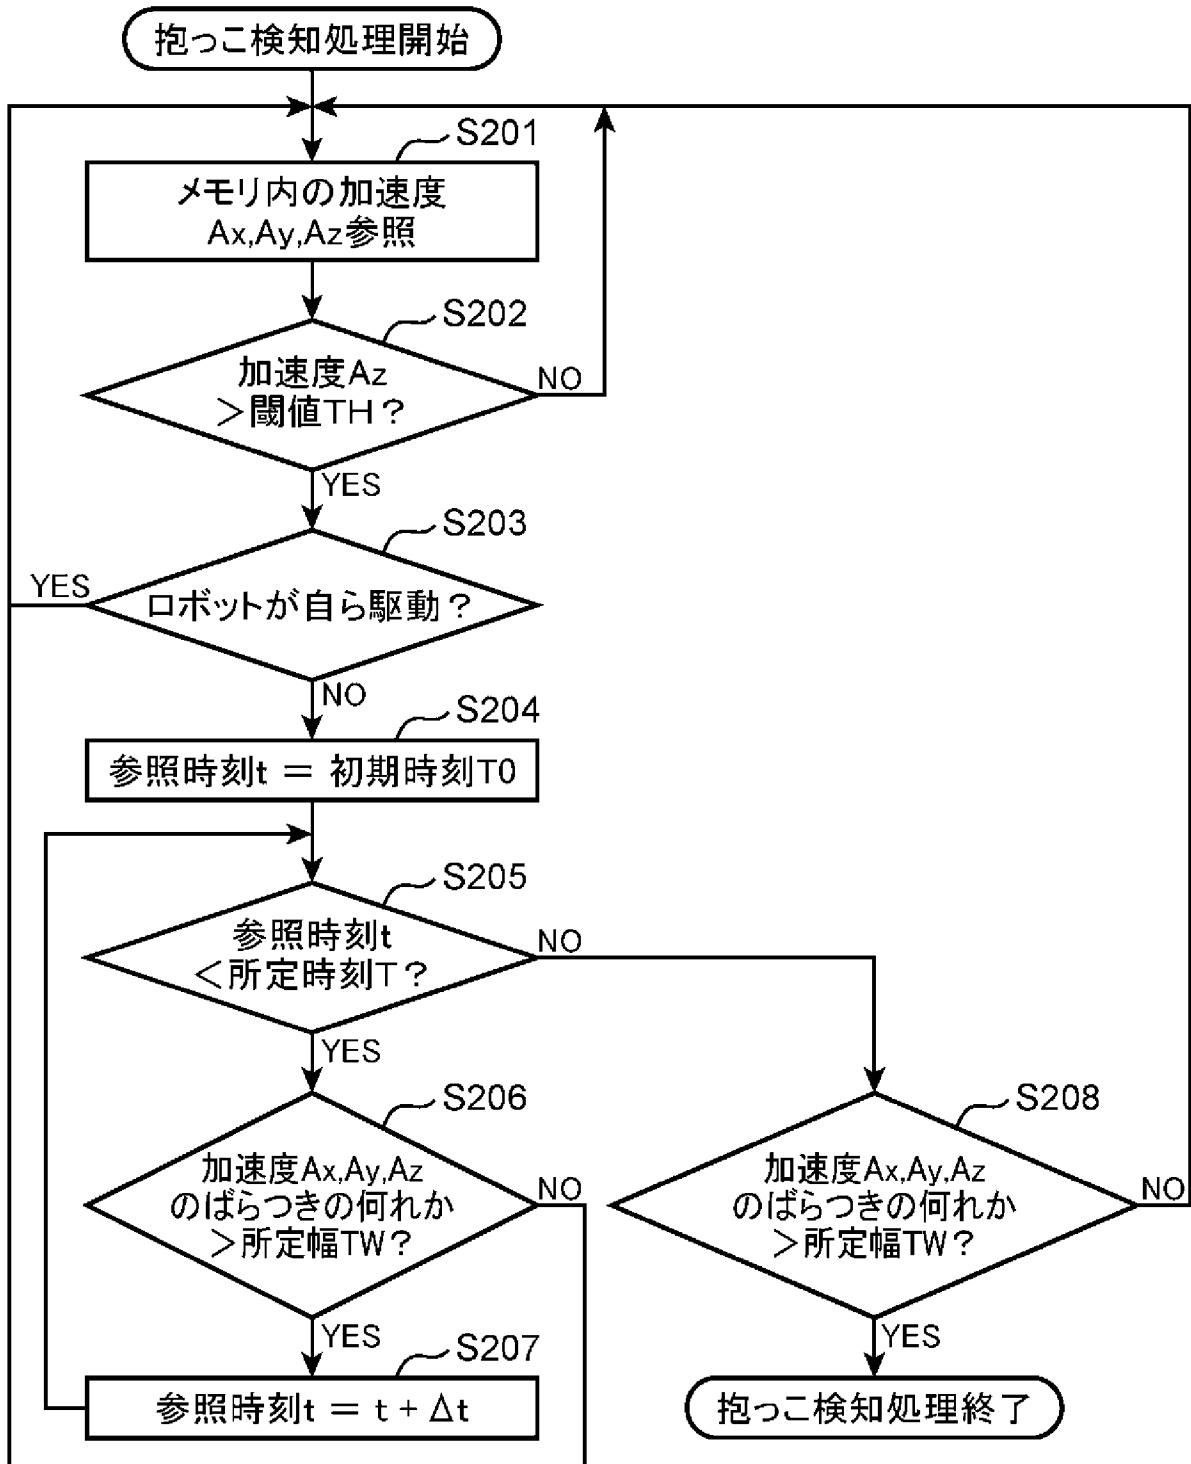 抱っこ検知処理開始
S201
メモリ内の加速度
Ax,Ay,Az参照
S202
加速度Az
>閾値TH?
NO
YES
S203
YES
ロボットが自ら駆動?
NO
S204
参照時刻t = 初期時刻T0
S205
参照時刻t
<所定時刻T?
NO
YES
S206
加速度Ax,Ay,Az
のばらつきの何れか
>所定幅TW?
NO
YES
S207
参照時刻t = t + Δt
S208
加速度Ax,Ay,Az
のばらつきの何れか
>所定幅TW?
NO
YES
抱っこ検知処理終了